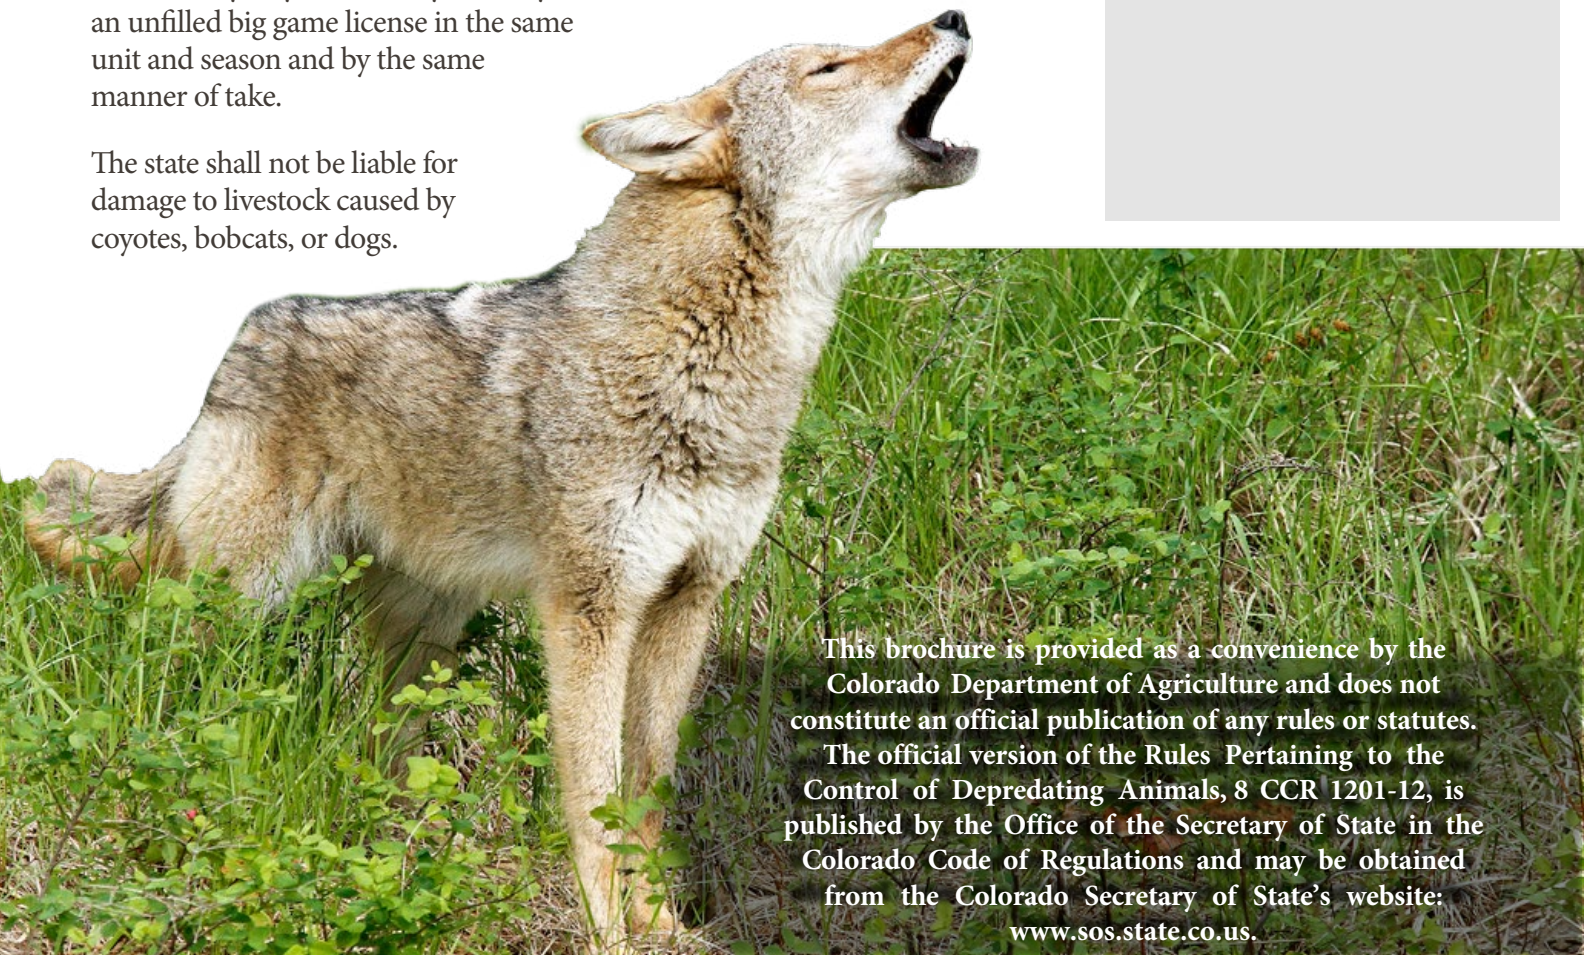 an unfilled big game license in the same
unit and season and by the same
manner of take.
The state shall not be liable for
damage to livestock caused by
coyotes, bobcats, or dogs.
This brochure is provided as a convenience by the
Colorado Department of Agriculture and does not
constitute an official publication of any rules or statutes.
The official version of the Rules Pertaining to the
Control of Depredating Animals, 8 CCR 1201-12, is
published by the Office of the Secretary of State in the
Colorado Code of Regulations and may be obtained
from the Colorado Secretary of State’s website:
www.sos.state.co.us.